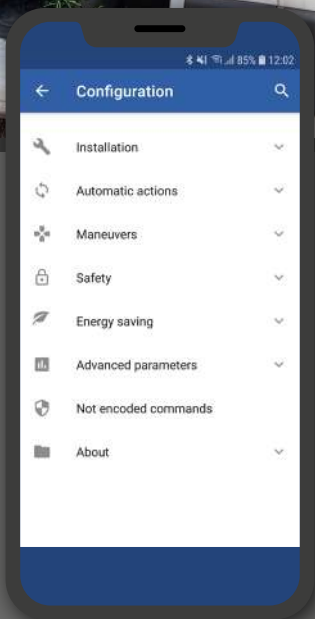 85% 12:02
Configuration
Installation
Automatic actions
Maneuvers
Safety
Energy saving
Advanced parameters
Not encoded commands
About